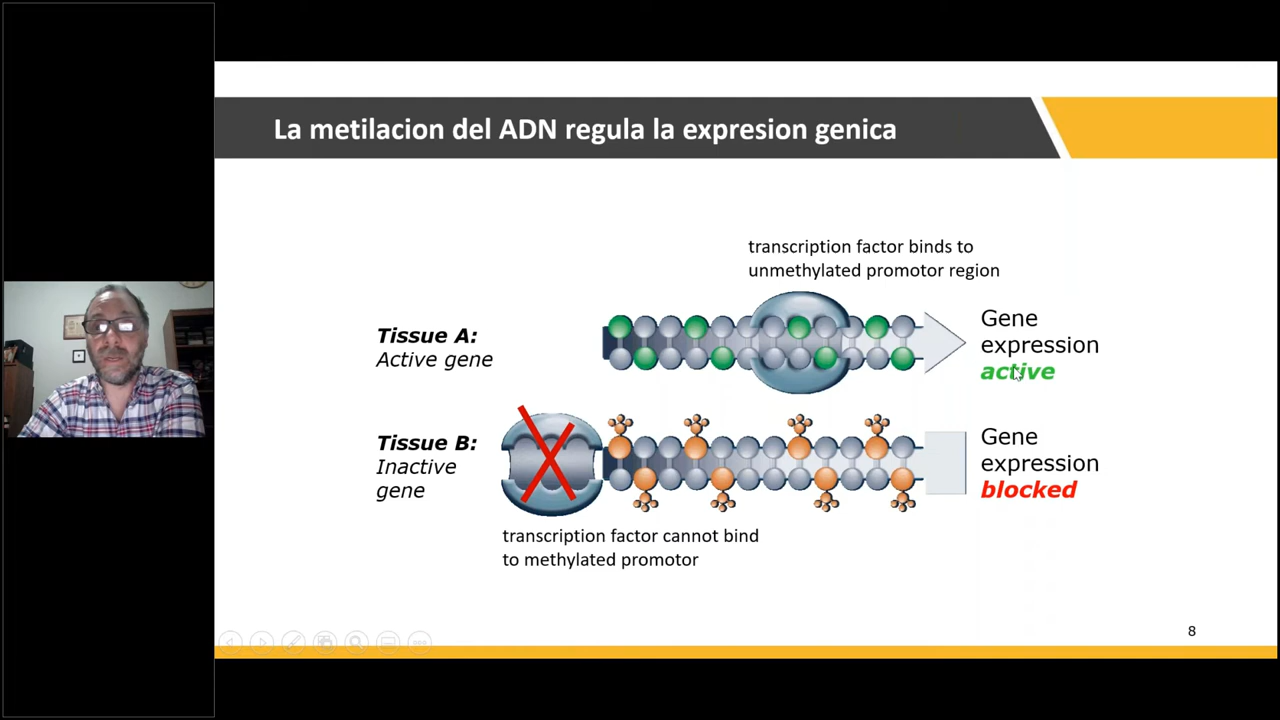 La metilacion del ADN regula la expresion genica
transcription factor binds to
unmethylated promotor region
Tissue A:
Active gene
Gene
expression
active
Tissue B:
Inactive
gene
Gene
expression
blocked
transcription factor cannot bind
to methylated promotor
8